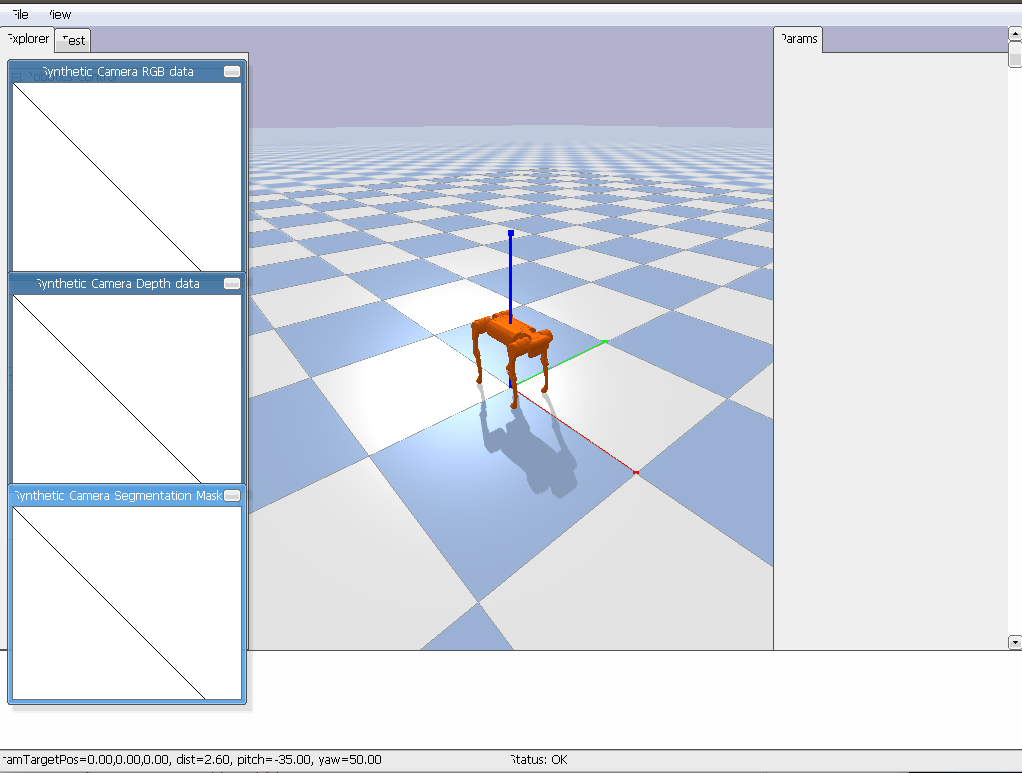 File View
Explorer Test
Params
Synthetic Camera RGB data
Synthetic Camera Depth data
Synthetic Camera Segmentation Mask
camTargetPos=0.00,0.00,0.00, dist=2.60, pitch=-35.00, yaw=50.00 Status: OK